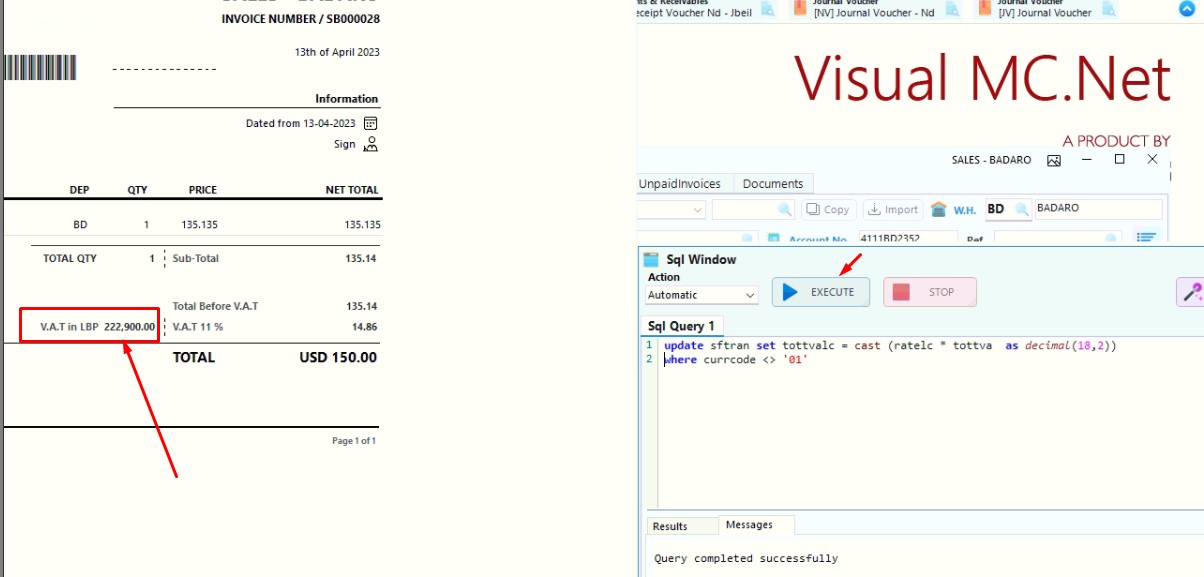 INVOICE NUMBER / SB000028
13th of April 2023
Information
Dated from 13-04-2023
Sign
DEP QTY PRICE NET TOTAL
BD 1 135.135 135.135
TOTAL QTY 1 Sub-Total 135.14
Total Before V.A.T 135.14
V.A.T in LBP 222,900.00 V.A.T 11 % 14.86
TOTAL USD 150.00
Page 1 of 1
Receivables Journal Voucher Journal Voucher
Receipt Voucher Nd - Jbeil [NV] Journal Voucher - Nd [JV] Journal Voucher
Visual MC.Net
A PRODUCT BY
SALES - BADARO
UnpaidInvoices Documents
Copy Import W.H. BD BADARO
Account No 4111BD2352 Ref
Sql Window
Action
Automatic EXECUTE STOP
Sql Query 1
1 update sftran set tottvalc = cast (ratelc * tottva as decimal(18,2))
2 where currcode <> '01'
Results Messages
Query completed successfully